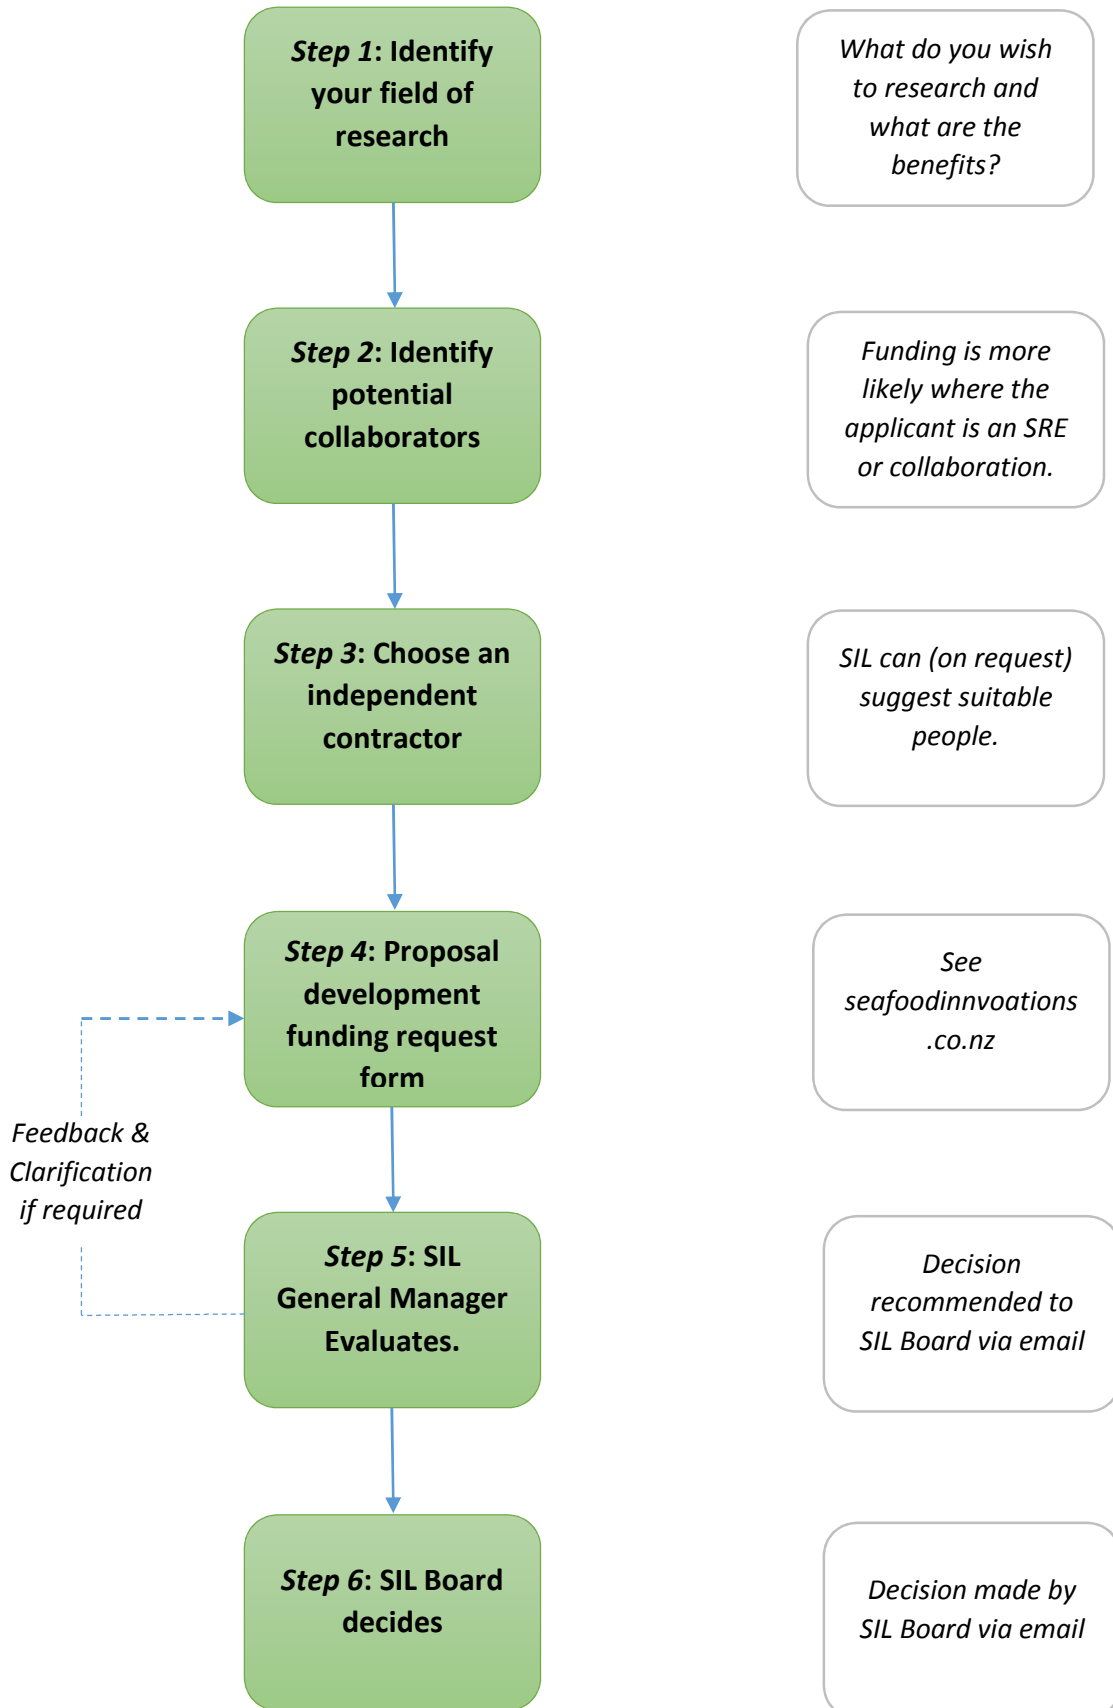 Step 1: Identify
your field of
research
What do you wish
to research and
what are the
benefits?
Step 2: Identify
potential
collaborators
Funding is more
likely where the
applicant is an SRE
or collaboration.
Step 3: Choose an
independent
contractor
SIL can (on request)
suggest suitable
people.
Step 4: Proposal
development
funding request
form
See
seafoodinnvoations
.co.nz
Feedback &
Clarification
if required
Step 5: SIL
General Manager
Evaluates.
Decision
recommended to
SIL Board via email
Step 6: SIL Board
decides
Decision made by
SIL Board via email